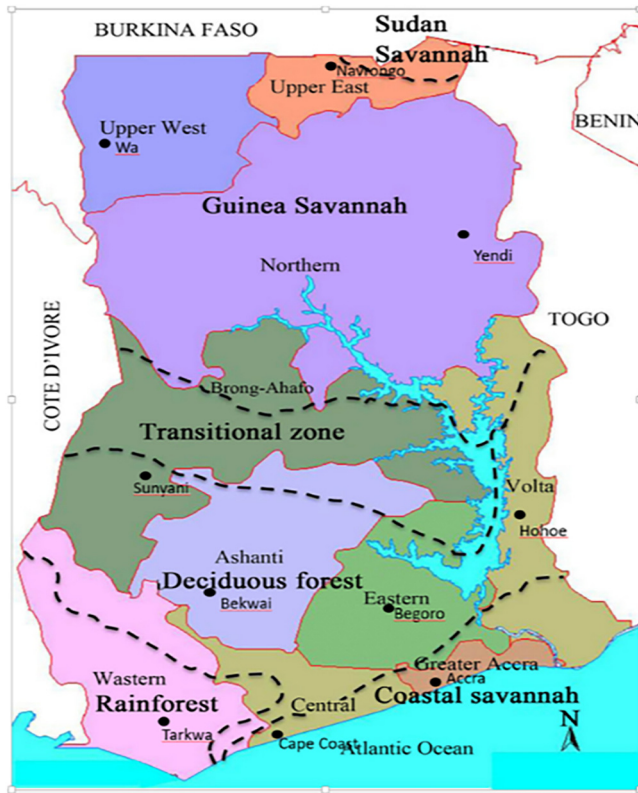 BURKINA FASO
Sudan
Savannah
Navrongo
Upper East
BENIN
Upper West
Wa
Guinea Savannah
Yendi
Northern
TOGO
COTE D'IVORE
Brong-Ahafo
Transitional zone
Sunyani
Volta
Hohoe
Ashanti
Deciduous forest
Bekwai
Eastern
Begoro
Wastern
Greater Accra
Accra
Rainforest
Central
Coastal savannah
Tarkwa
Cape Coast
Atlantic Ocean
N